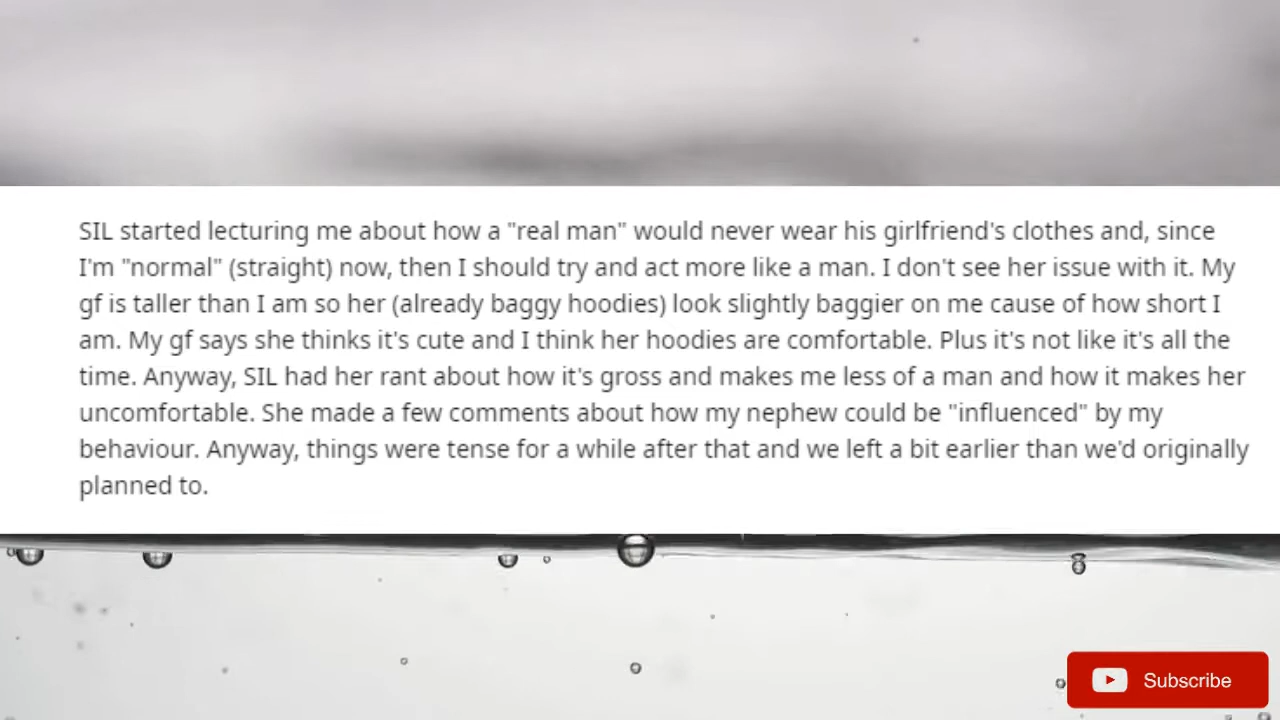 SIL started lecturing me about how a "real man" would never wear his girlfriend's clothes and, since
I'm "normal" (straight) now, then I should try and act more like a man. I don't see her issue with it. My
gf is taller than I am so her (already baggy hoodies) look slightly baggier on me cause of how short I
am. My gf says she thinks it's cute and I think her hoodies are comfortable. Plus it's not like it's all the
time. Anyway, SIL had her rant about how it's gross and makes me less of a man and how it makes her
uncomfortable. She made a few comments about how my nephew could be "influenced" by my
behaviour. Anyway, things were tense for a while after that and we left a bit earlier than we'd originally
planned to.
Subscribe